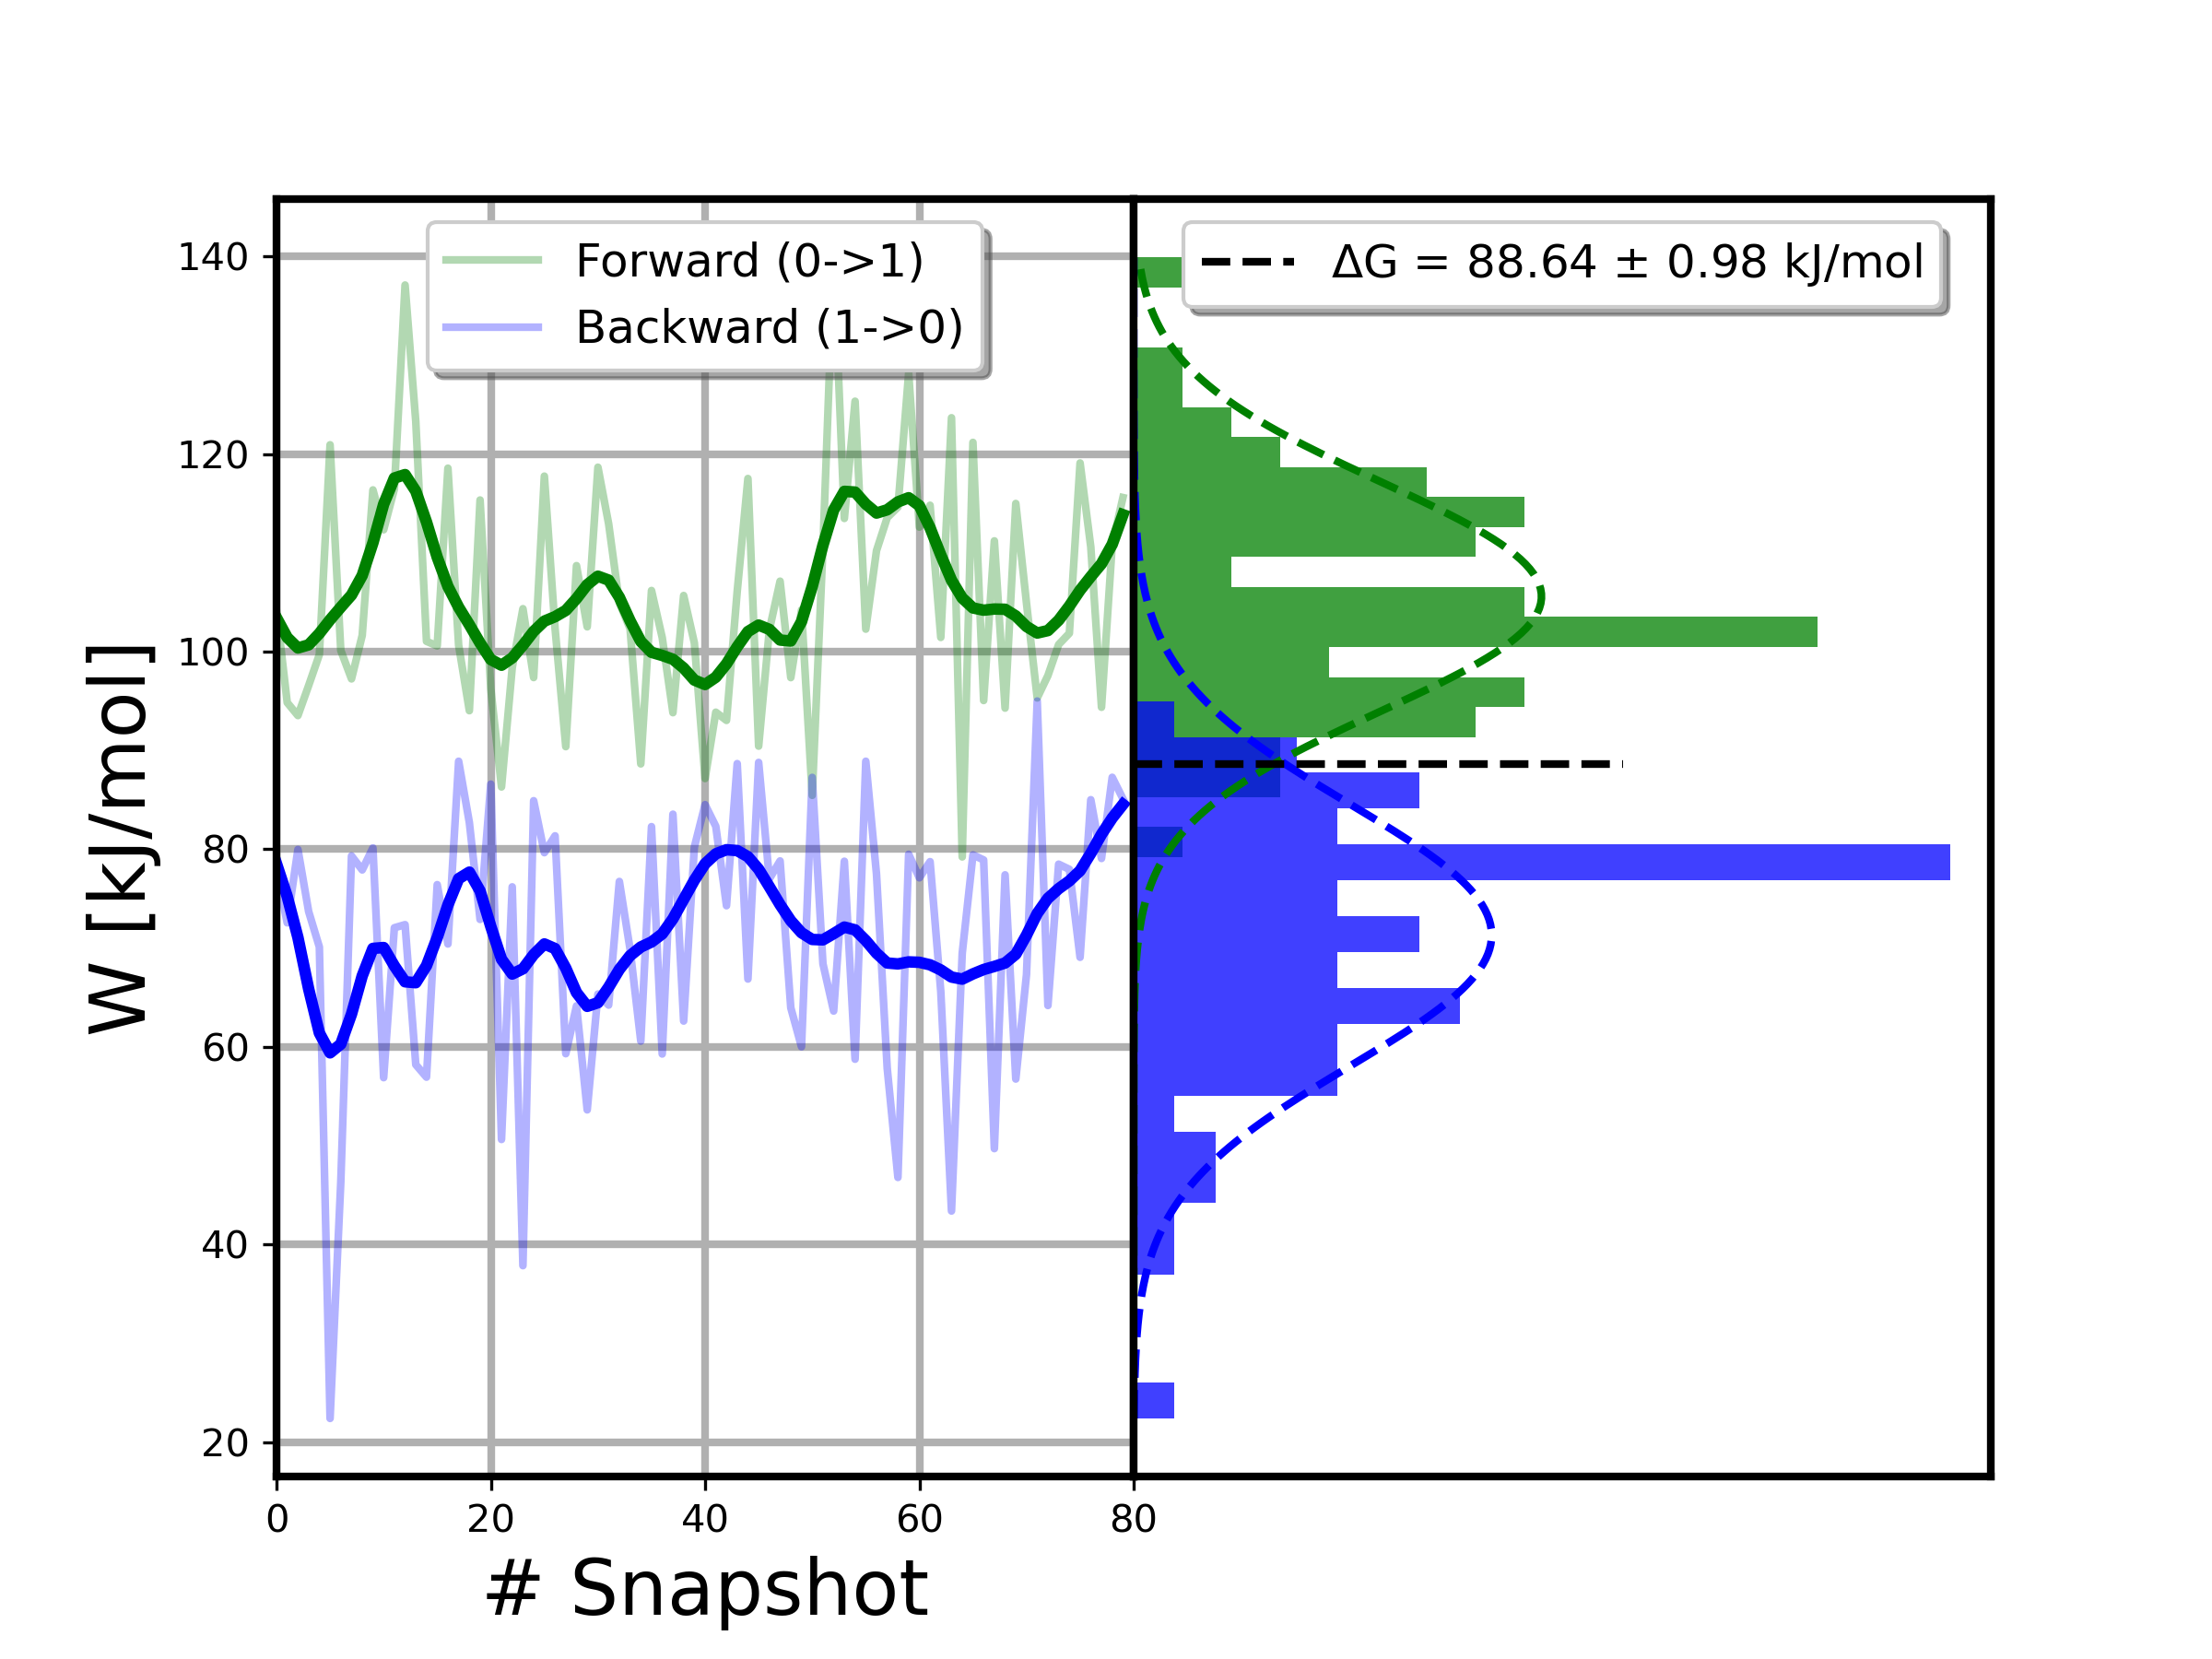 Forward (0->1)
Backward (1->0)
ΔG = 88.64 ± 0.98 kJ/mol
W [kJ/mol]
140
120
100
80
60
40
20
0 20 40 60 80
# Snapshot